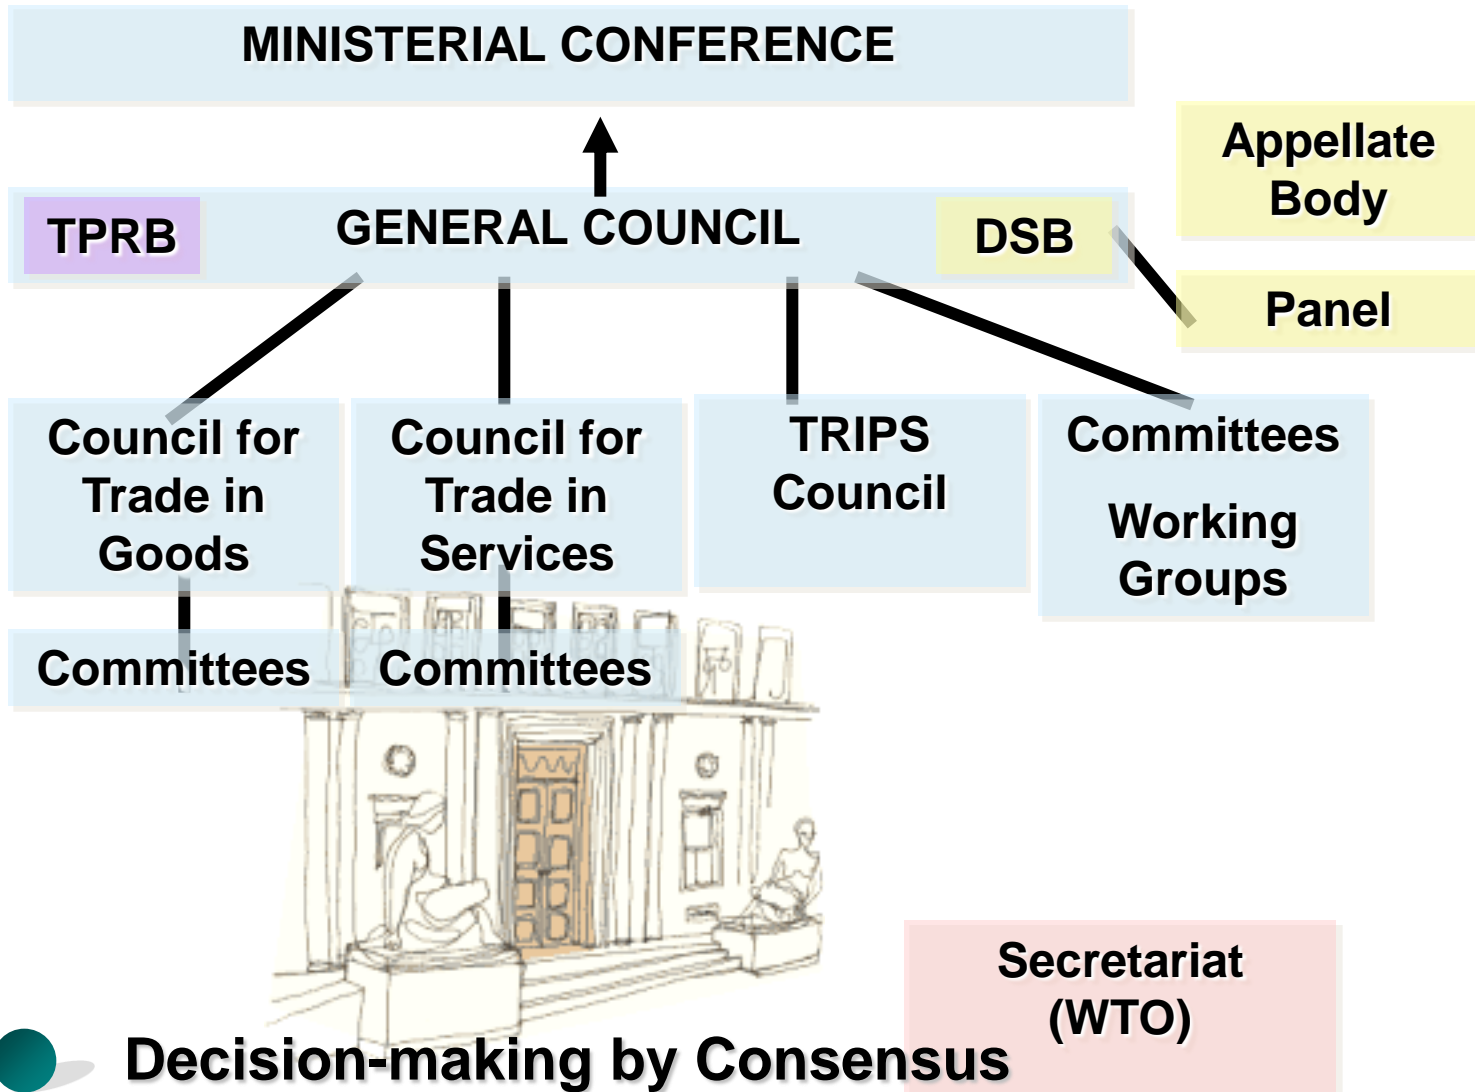 MINISTERIAL CONFERENCE
Appellate
Body
TPRB
GENERAL COUNCIL
DSB
Panel
Council for
Trade in
Goods
Council for
Trade in
Services
TRIPS
Council
Committees
Working
Groups
Committees
Committees
Secretariat
(WTO)
Decision-making by Consensus